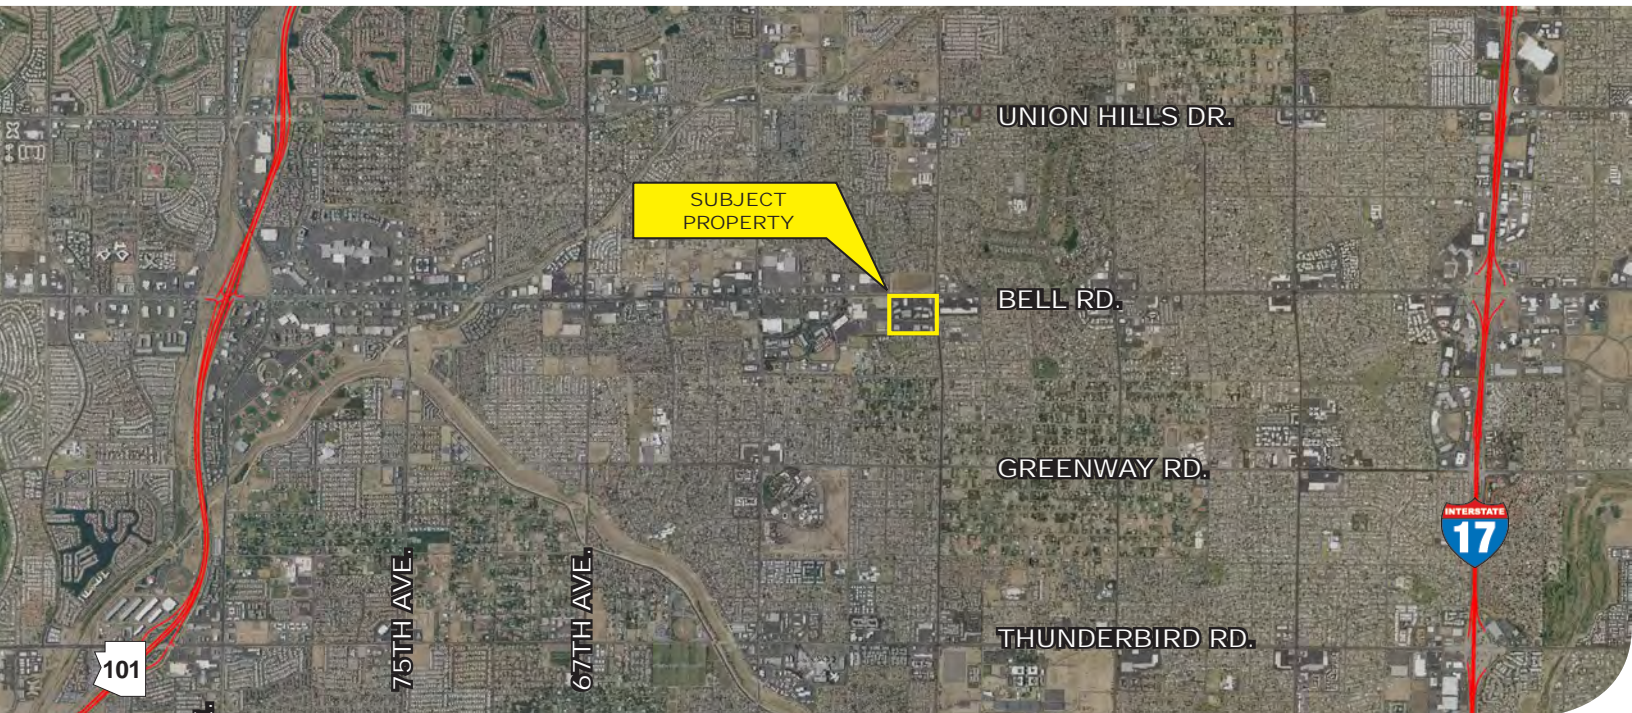 UNION HILLS DR.
SUBJECT
PROPERTY
BELL RD.
GREENWAY RD.
INTERSTATE
17
75TH AVE.
67TH AVE.
THUNDERBIRD RD.
101